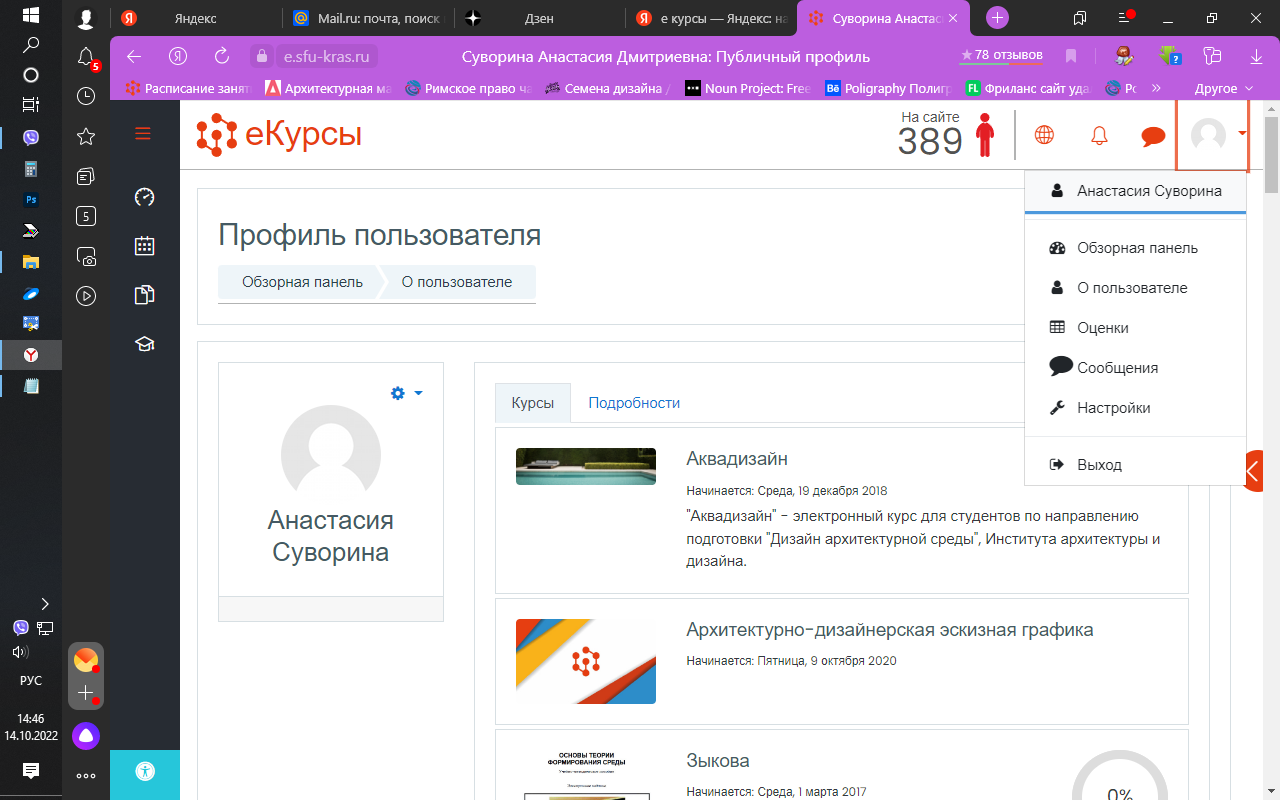 Яндекс
Mail.ru: почта, поиск
Дзен
е курсы — Яндекс: на
Суворина Анастас
e.sfu-kras.ru
Суворина Анастасия Дмитриевна: Публичный профиль
78 отзывов
Расписание занят
Архитектурная ма
Римское право ча
Семена дизайна /
Noun Project: Free
Bē
Poligraphy Полигр
FL
Фриланс сайт уда
Рс
Другое
5
Ps
5
?
еКурсы
На сайте
389
Анастасия Суворина
Обзорная панель
О пользователе
Оценки
Сообщения
Настройки
Выход
Профиль пользователя
Обзорная панель
О пользователе
Анастасия
Суворина
Курсы
Подробности
Аквадизайн
Начинается: Среда, 19 декабря 2018
"Аквадизайн" - электронный курс для студентов по направлению
подготовки "Дизайн архитектурной среды", Института архитектуры и
дизайна.
Архитектурно-дизайнерская эскизная графика
Начинается: Пятница, 9 октября 2020
ОСНОВЫ ТЕОРИИ
ФОРМИРОВАНИЯ СРЕДЫ
Зыкова
Начинается: Среда, 1 марта 2017
0%
РУС
14:46
14.10.2022